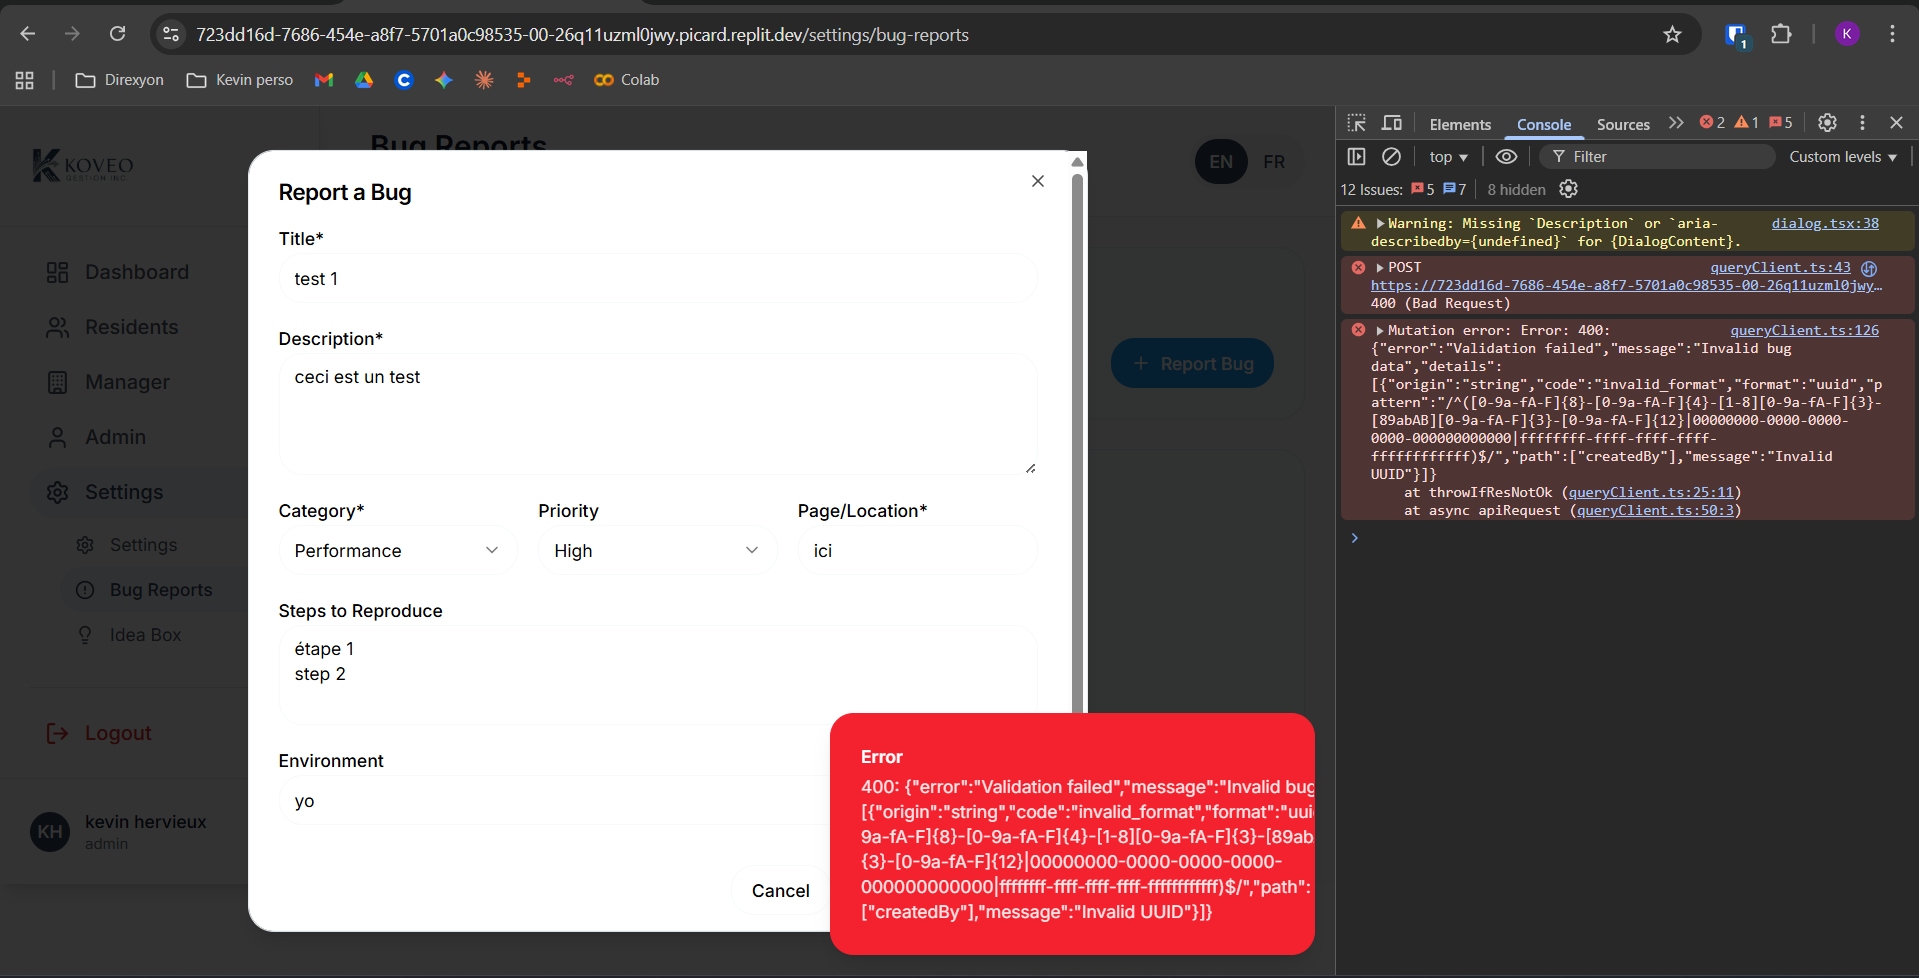 723dd16d-7686-454e-a8f7-5701a0c98535-00-26q11uzml0jwy.picard.replit.dev/settings/bug-reports
1
K
Direxyon
Kevin perso
Colab
KOVEO
GESTION INC.
Dashboard
Residents
Manager
Admin
Settings
Settings
Bug Reports
Idea Box
Logout
KH
kevin hervieux
admin
Bug Reports
EN
FR
+ Report Bug
Report a Bug
Title*
test 1
Description*
ceci est un test
Category*
Priority
Page/Location*
Performance
High
ici
Steps to Reproduce
étape 1
step 2
Environment
yo
Cancel
Error
400: {"error":"Validation failed","message":"Invalid bug
[{"origin":"string","code":"invalid_format","format":"uui
9a-fA-F]{8}-[0-9a-fA-F]{4}-[1-8][0-9a-fA-F]{3}-[89ab
{3}-[0-9a-fA-F]{12}|00000000-0000-0000-0000-
000000000000|ffffffff-ffff-ffff-ffff-ffffffffffff)$/","path":
["createdBy"],"message":"Invalid UUID"}]}
Elements
Console
Sources
2
1
5
top
Filter
Custom levels
12 Issues:
5
7
8 hidden
Warning: Missing `Description` or `aria-
dialog.tsx:38
describedby={undefined}` for {DialogContent}.
POST
queryClient.ts:43
https://723dd16d-7686-454e-a8f7-5701a0c98535-00-26q11uzml0jwy…
400 (Bad Request)
Mutation error: Error: 400:
queryClient.ts:126
{"error":"Validation failed","message":"Invalid bug
data","details":
[{"origin":"string","code":"invalid_format","format":"uuid","p
attern":"/^([0-9a-fA-F]{8}-[0-9a-fA-F]{4}-[1-8][0-9a-fA-F]{3}-
[89abAB][0-9a-fA-F]{3}-[0-9a-fA-F]{12}|00000000-0000-0000-
0000-000000000000|ffffffff-ffff-ffff-ffff-
ffffffffffff)$/","path":["createdBy"],"message":"Invalid
UUID"}]}
at throwIfResNotOk (queryClient.ts:25:11)
at async apiRequest (queryClient.ts:50:3)